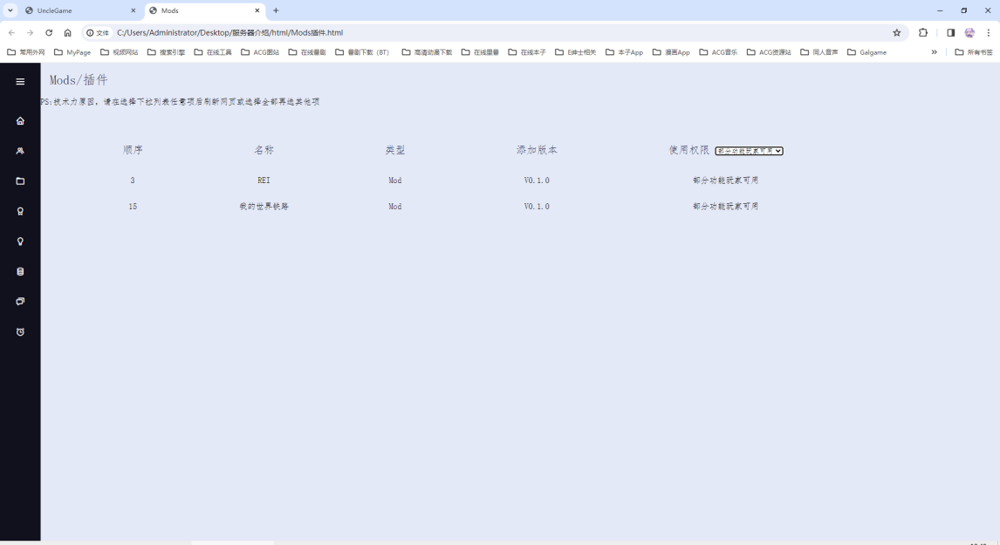 UncleGame
Mods
文件 C:/Users/Administrator/Desktop/服务器介绍/html/Mods插件.html
常用外网 MyPage 视频网站 搜索引擎 在线工具 ACG图站 在线番剧 番剧下载（BT） 高清动漫下载 在线里番 在线本子 E绅士相关 本子App 漫画App ACG音乐 ACG资源站 同人音声 Galgame » 所有书签
Mods/插件
PS:技术力原因，请在选择下拉列表任意项后刷新网页或选择全部再选其他项
顺序 名称 类型 添加版本 使用权限 部分功能玩家可用
3 REI Mod V0.1.0 部分功能玩家可用
15 我的世界铁路 Mod V0.1.0 部分功能玩家可用